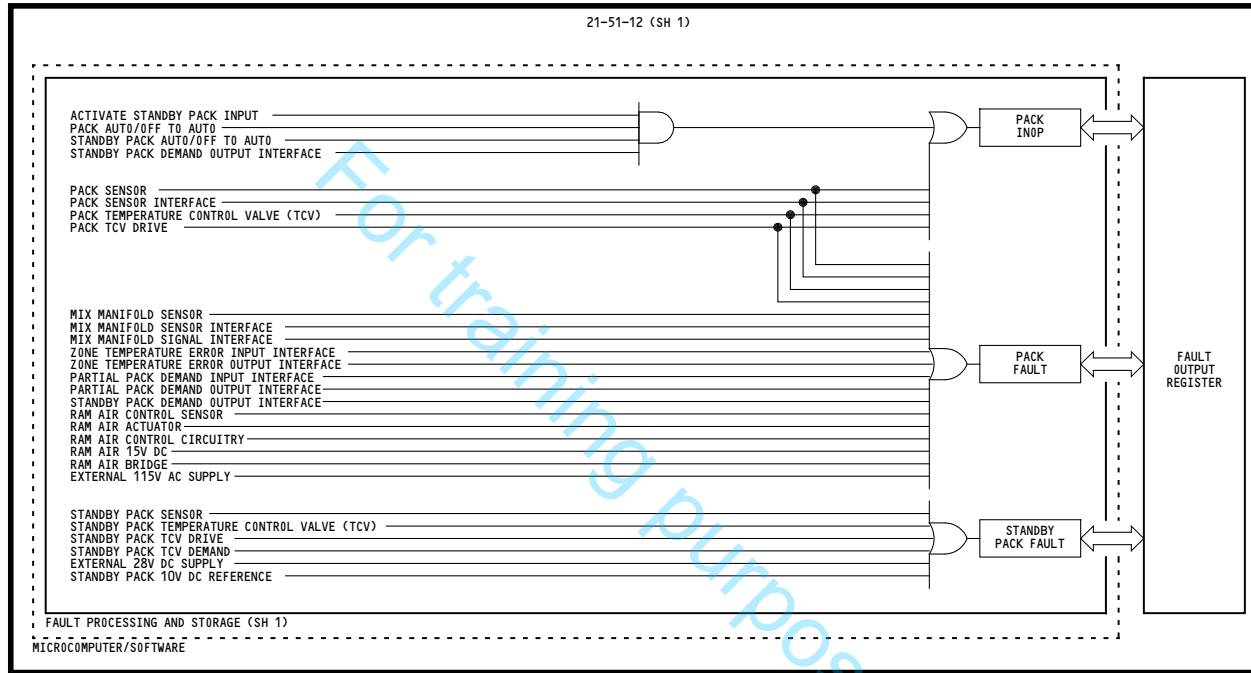 21-51-12 (SH 1)
ACTIVATE STANDBY PACK INPUT
PACK AUTO/OFF TO AUTO
STANDBY PACK AUTO/OFF TO AUTO
STANDBY PACK DEMAND OUTPUT INTERFACE
PACK INOP
PACK SENSOR
PACK SENSOR INTERFACE
PACK TEMPERATURE CONTROL VALVE (TCV)
PACK TCV DRIVE
MIX MANIFOLD SENSOR
MIX MANIFOLD SENSOR INTERFACE
MIX MANIFOLD SIGNAL INTERFACE
ZONE TEMPERATURE ERROR INPUT INTERFACE
ZONE TEMPERATURE ERROR OUTPUT INTERFACE
PARTIAL PACK DEMAND INPUT INTERFACE
PARTIAL PACK DEMAND OUTPUT INTERFACE
STANDBY PACK DEMAND OUTPUT INTERFACE
RAM AIR CONTROL SENSOR
RAM AIR ACTUATOR
RAM AIR CONTROL CIRCUITRY
RAM AIR 15V DC
RAM AIR BRIDGE
EXTERNAL 115V AC SUPPLY
PACK
FAULT
FAULT
OUTPUT
REGISTER
STANDBY PACK SENSOR
STANDBY PACK TEMPERATURE CONTROL VALVE (TCV)
STANDBY PACK TCV DRIVE
STANDBY PACK TCV DEMAND
EXTERNAL 28V DC SUPPLY
STANDBY PACK 10V DC REFERENCE
STANDBY
PACK FAULT
FAULT PROCESSING AND STORAGE (SH 1)
MICROCOMPUTER/SOFTWARE
For training purpos